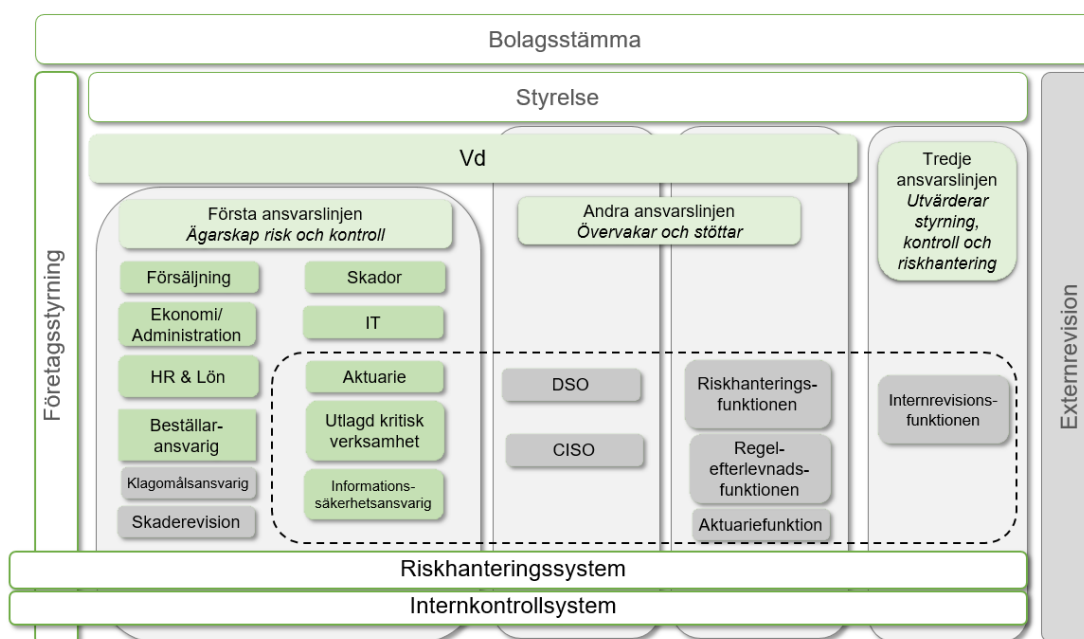 Bolagsstämma
Styrelse
Företagsstyrning
Externrevision
Vd
Första ansvarslinjen
Ägarskap risk och kontroll
Försäljning
Ekonomi/
Administration
HR & Lön
Beställar-
ansvarig
Klagomålsansvarig
Skaderevision
Skador
IT
Aktuarie
Utlagd kritisk
verksamhet
Informations-
säkerhetsansvarig
Andra ansvarslinjen
Övervakar och stöttar
DSO
CISO
Riskhanterings-
funktionen
Regel-
efterlevnads-
funktionen
Aktuariefunktion
Tredje
ansvarslinjen
Utvärderar
styrning,
kontroll och
riskhantering
Internrevisions-
funktionen
Riskhanteringssystem
Internkontrollsystem